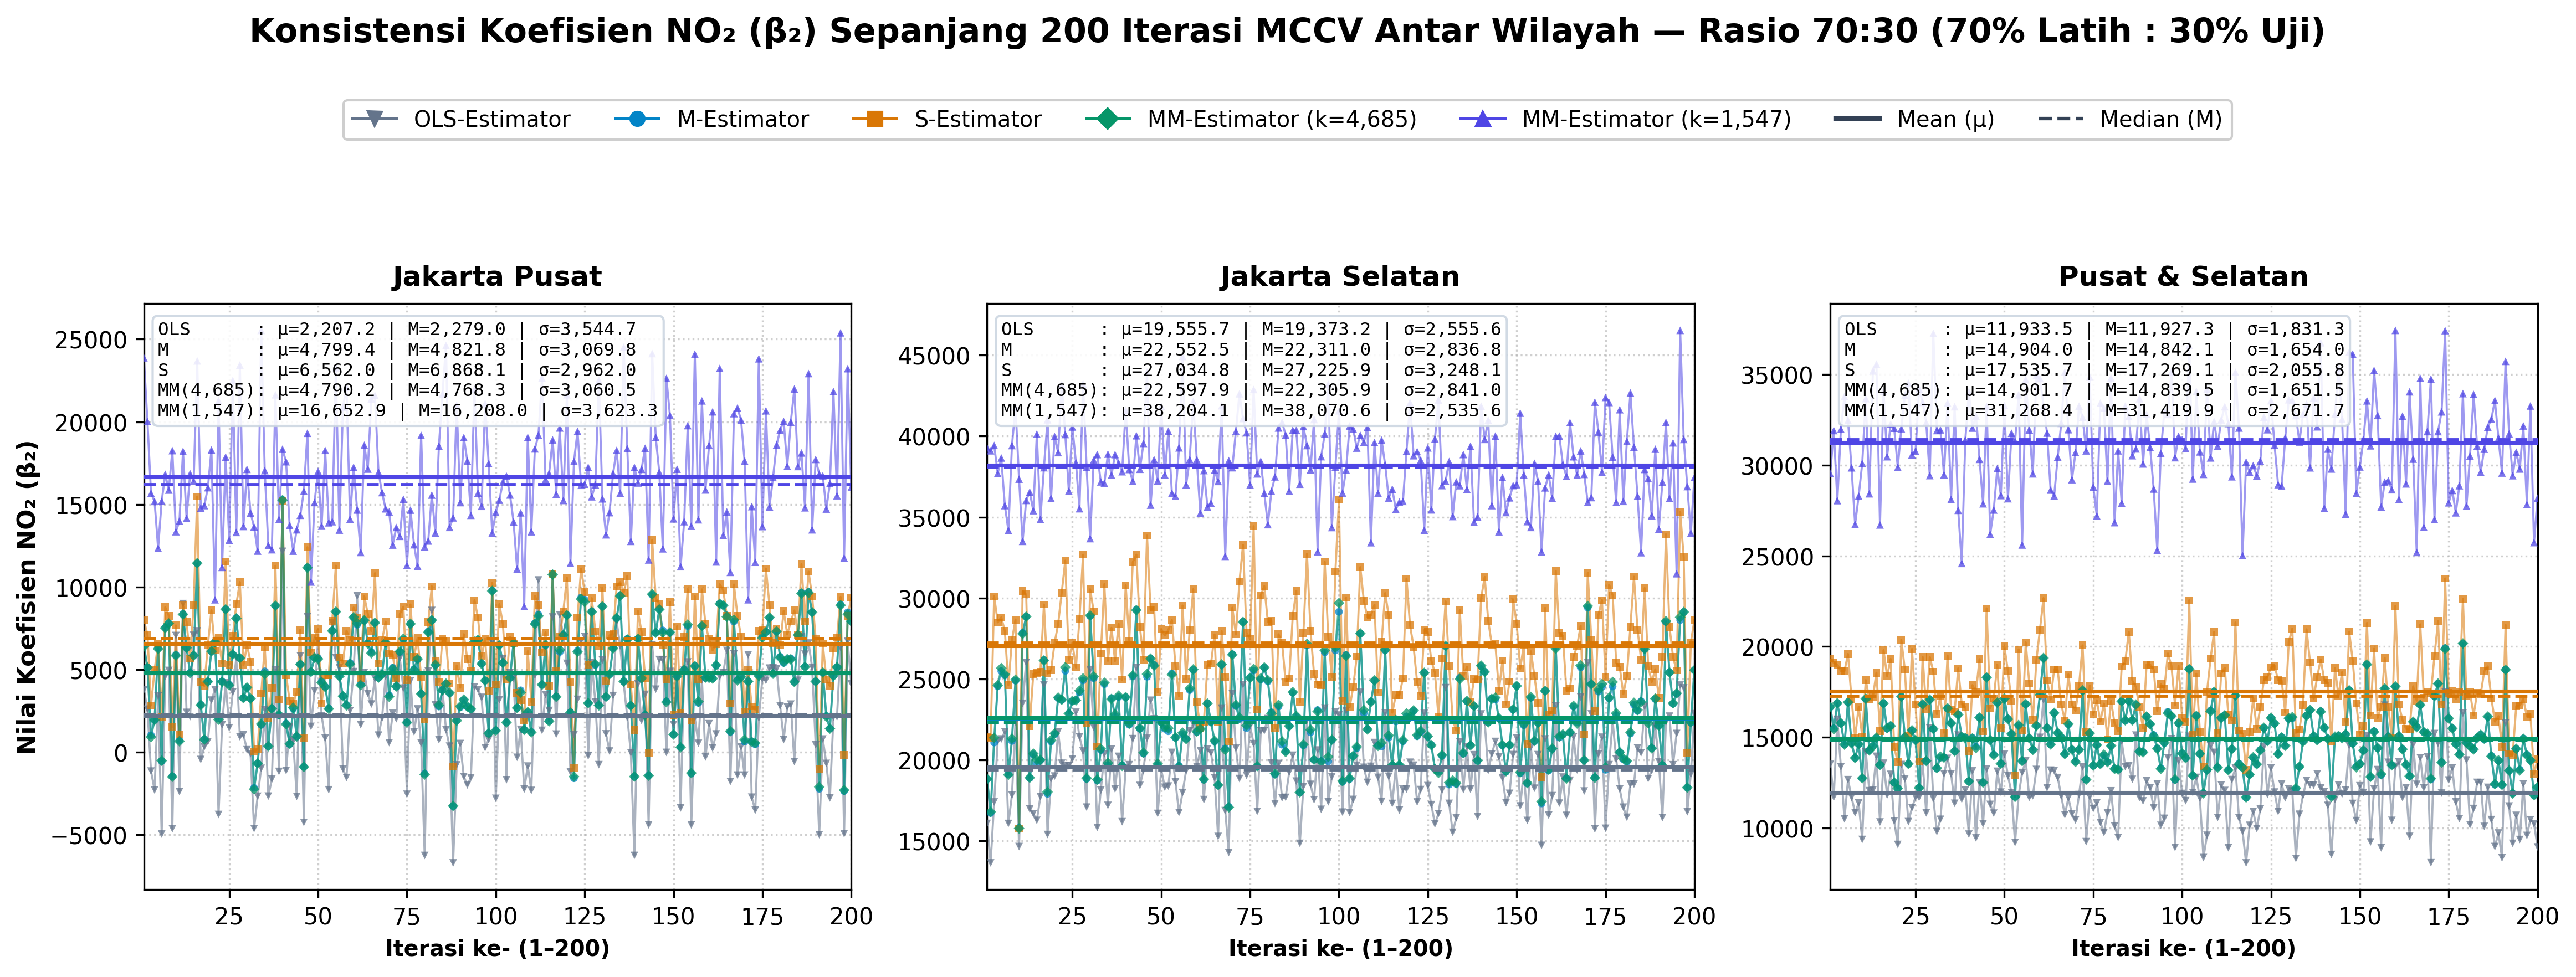 Konsistensi Koefisien NO₂ (β₂) Sepanjang 200 Iterasi MCCV Antar Wilayah — Rasio 70:30 (70% Latih : 30% Uji)
OLS-Estimator M-Estimator S-Estimator MM-Estimator (k=4,685) MM-Estimator (k=1,547) Mean (μ) Median (M)
Jakarta Pusat
OLS : μ=2,207.2 | M=2,279.0 | σ=3,544.7
M : μ=4,799.4 | M=4,821.8 | σ=3,069.8
S : μ=6,562.0 | M=6,868.1 | σ=2,962.0
MM(4,685): μ=4,790.2 | M=4,768.3 | σ=3,060.5
MM(1,547): μ=16,652.9 | M=16,208.0 | σ=3,623.3
Nilai Koefisien NO₂ (β₂)
25000
20000
15000
10000
5000
0
−5000
25 50 75 100 125 150 175 200
Iterasi ke- (1–200)
Jakarta Selatan
OLS : μ=19,555.7 | M=19,373.2 | σ=2,555.6
M : μ=22,552.5 | M=22,311.0 | σ=2,836.8
S : μ=27,034.8 | M=27,225.9 | σ=3,248.1
MM(4,685): μ=22,597.9 | M=22,305.9 | σ=2,841.0
MM(1,547): μ=38,204.1 | M=38,070.6 | σ=2,535.6
45000
40000
35000
30000
25000
20000
15000
25 50 75 100 125 150 175 200
Iterasi ke- (1–200)
Pusat & Selatan
OLS : μ=11,933.5 | M=11,927.3 | σ=1,831.3
M : μ=14,904.0 | M=14,842.1 | σ=1,654.0
S : μ=17,535.7 | M=17,269.1 | σ=2,055.8
MM(4,685): μ=14,901.7 | M=14,839.5 | σ=1,651.5
MM(1,547): μ=31,268.4 | M=31,419.9 | σ=2,671.7
35000
30000
25000
20000
15000
10000
25 50 75 100 125 150 175 200
Iterasi ke- (1–200)